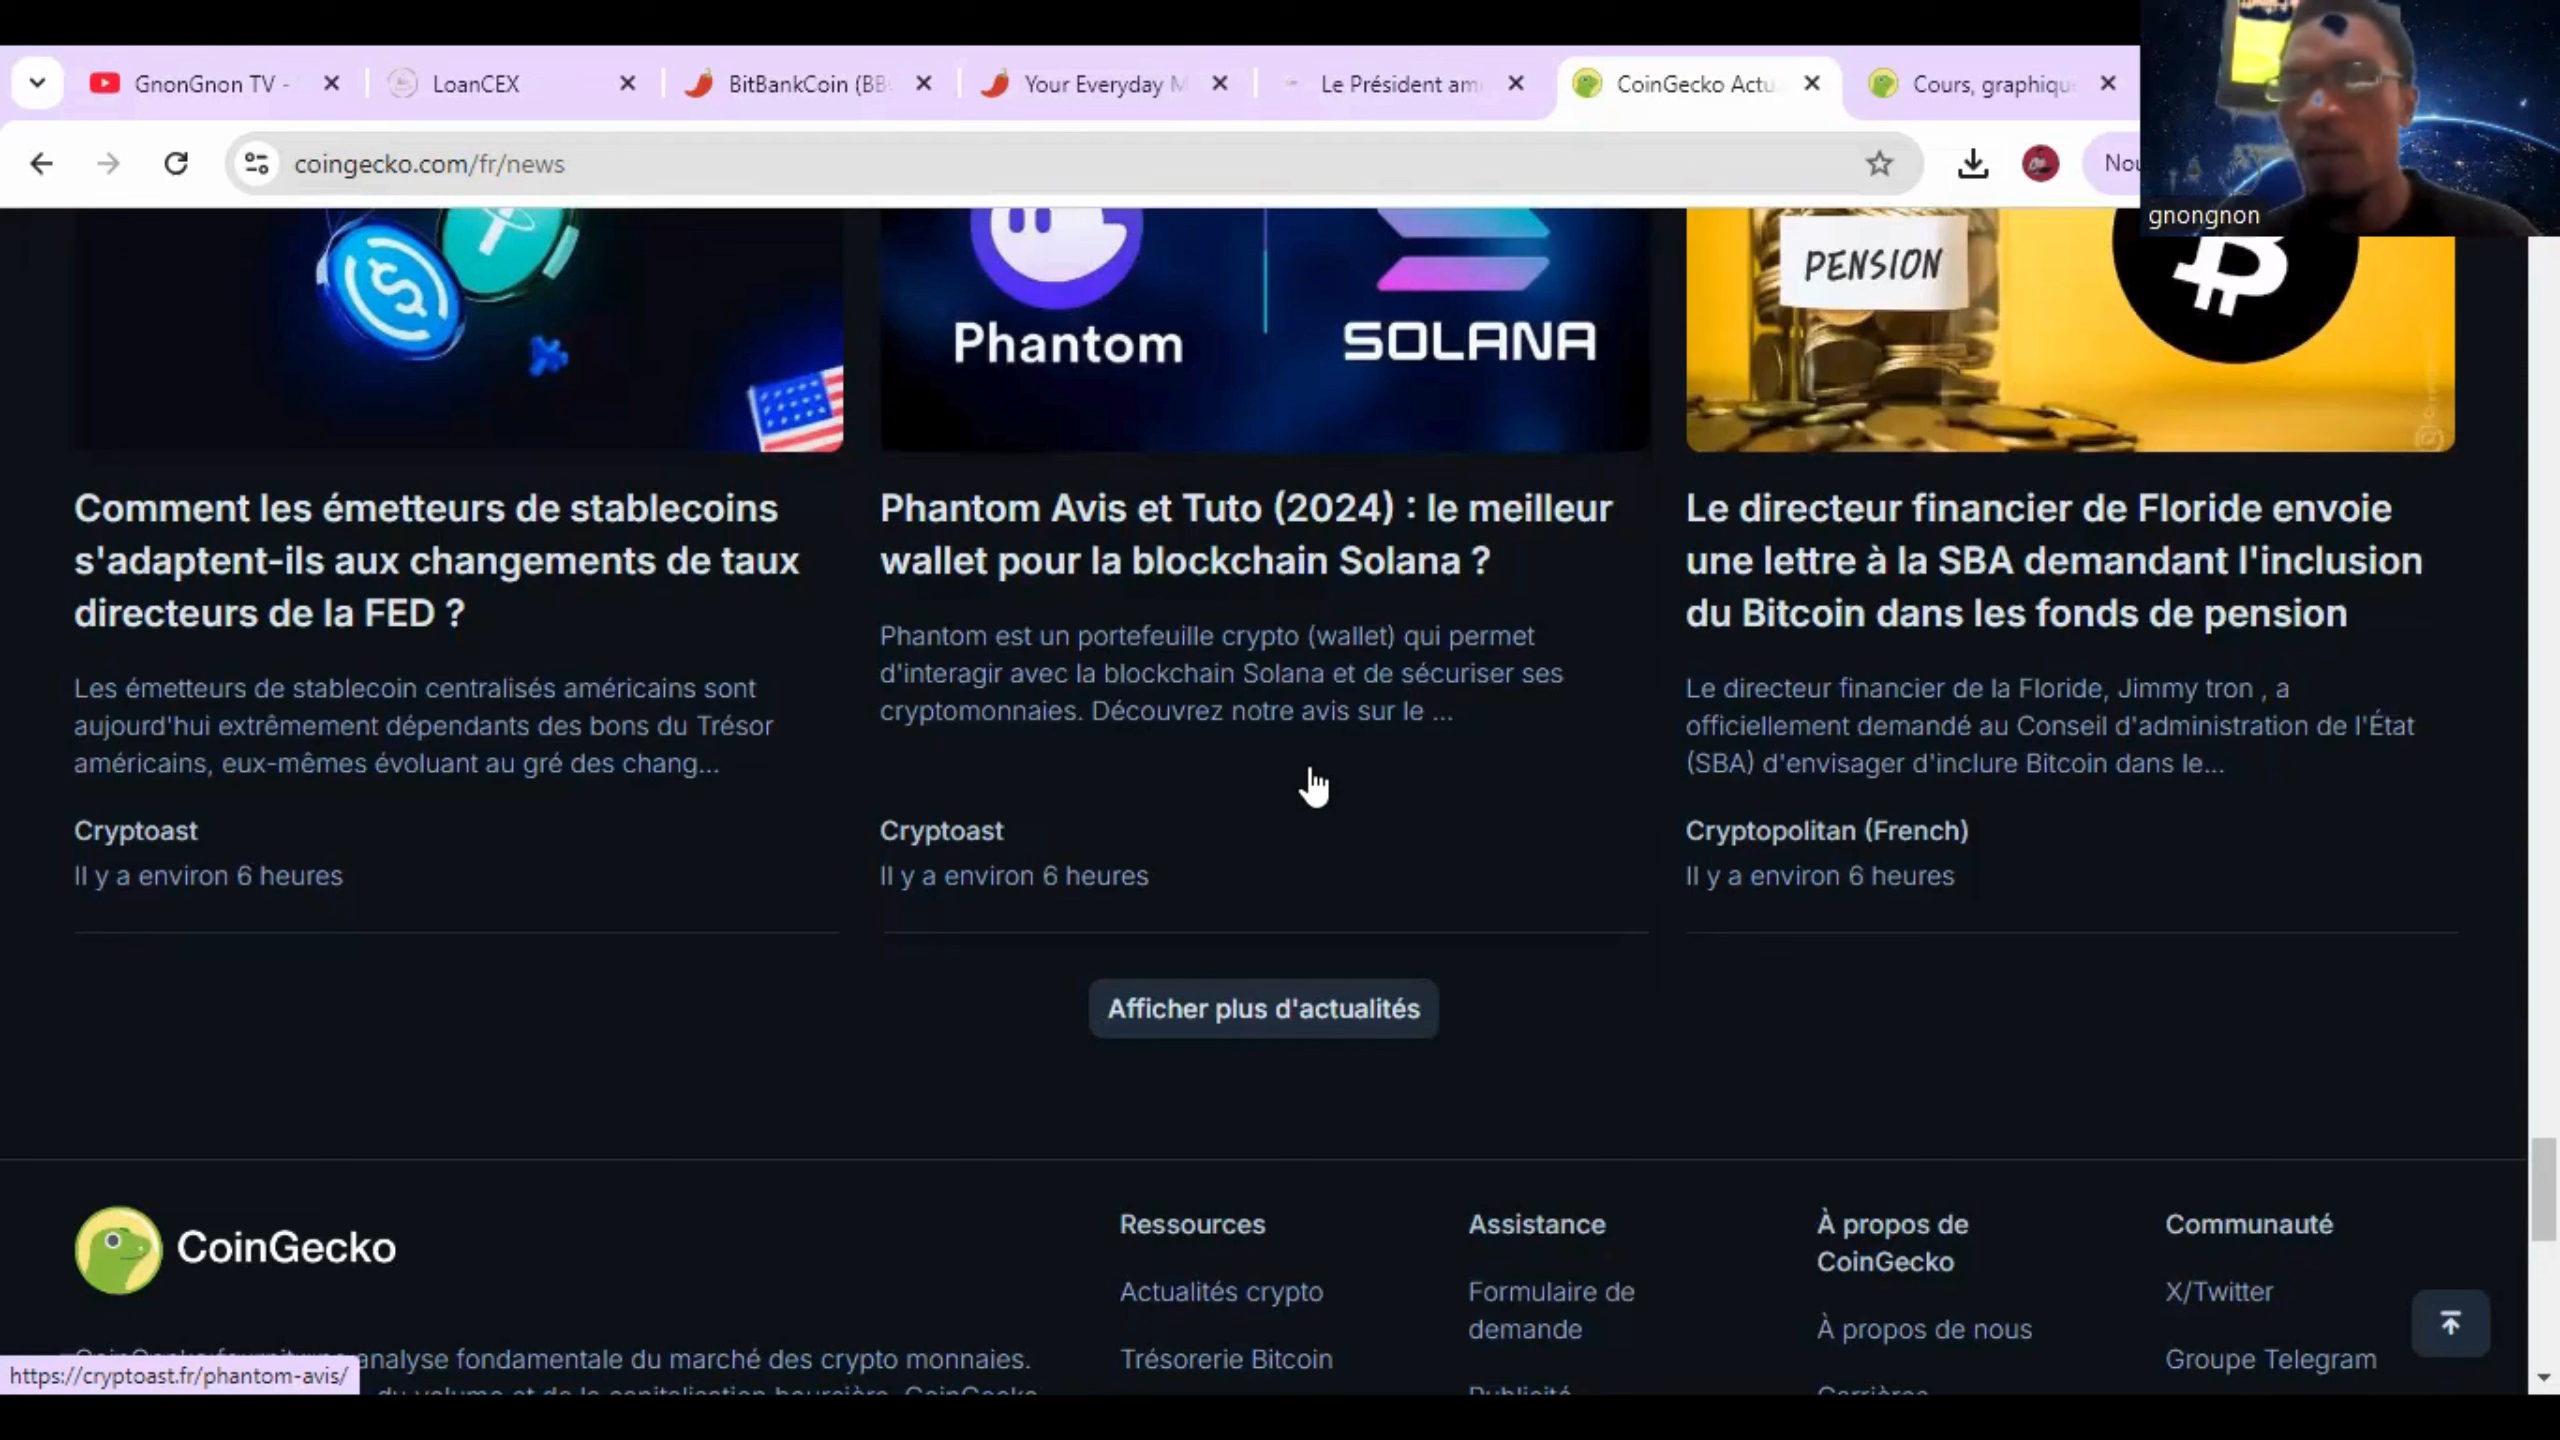 GnonGnon TV -
LoanCEX
BitBankCoin (BB
Your Everyday M
Le Président am
CoinGecko Actu
Cours, graphiqu
coingecko.com/fr/news
Nou
gnongnon
Phantom
SOLANA
PENSION
Comment les émetteurs de stablecoins
s'adaptent-ils aux changements de taux
directeurs de la FED ?
Les émetteurs de stablecoin centralisés américains sont
aujourd'hui extrêmement dépendants des bons du Trésor
américains, eux-mêmes évoluant au gré des chang...
Cryptoast
Il y a environ 6 heures
Phantom Avis et Tuto (2024) : le meilleur
wallet pour la blockchain Solana ?
Phantom est un portefeuille crypto (wallet) qui permet
d'interagir avec la blockchain Solana et de sécuriser ses
cryptomonnaies. Découvrez notre avis sur le ...
Cryptoast
Il y a environ 6 heures
Le directeur financier de Floride envoie
une lettre à la SBA demandant l'inclusion
du Bitcoin dans les fonds de pension
Le directeur financier de la Floride, Jimmy tron , a
officiellement demandé au Conseil d'administration de l'État
(SBA) d'envisager d'inclure Bitcoin dans le...
Cryptopolitan (French)
Il y a environ 6 heures
Afficher plus d'actualités
CoinGecko
analyse fondamentale du marché des crypto monnaies.
Ressources
Actualités crypto
Trésorerie Bitcoin
Publicité
Assistance
Formulaire de
demande
À propos de
CoinGecko
À propos de nous
Carrières
Communauté
X/Twitter
Groupe Telegram
https://cryptoast.fr/phantom-avis/